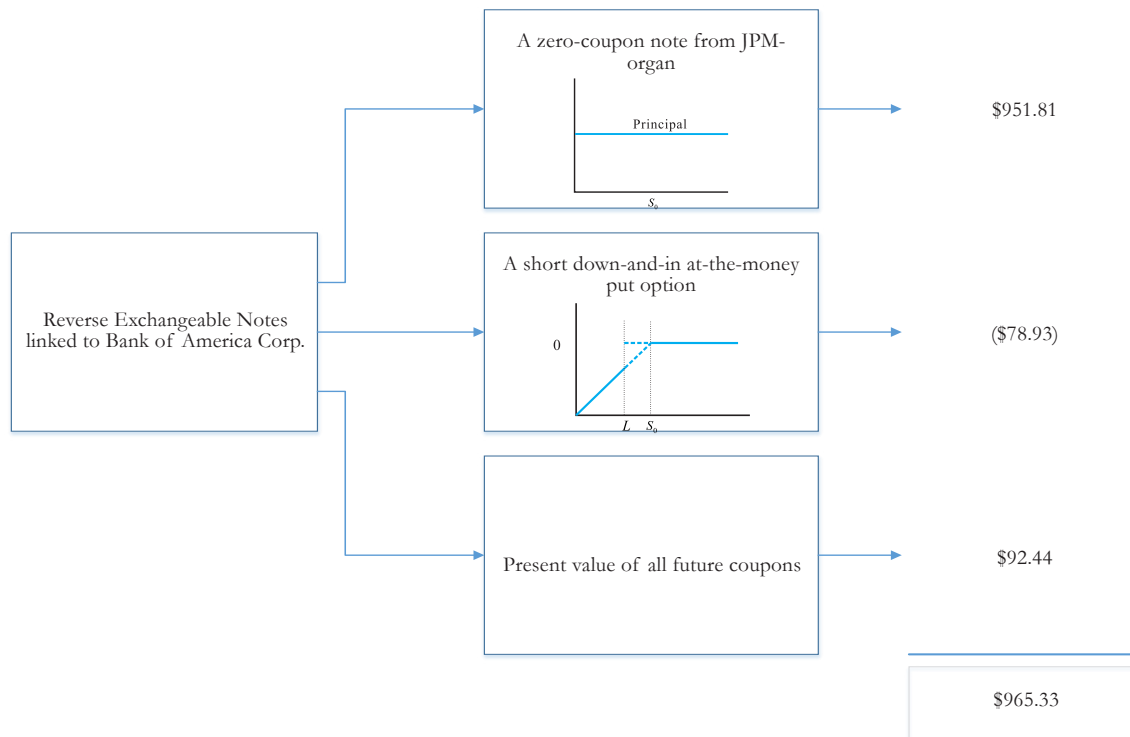 A zero-coupon note from JPM-
organ
Principal
S₀
$951.81
Reverse Exchangeable Notes
linked to Bank of America Corp.
A short down-and-in at-the-money
put option
0
L S₀
($78.93)
Present value of all future coupons
$92.44
$965.33